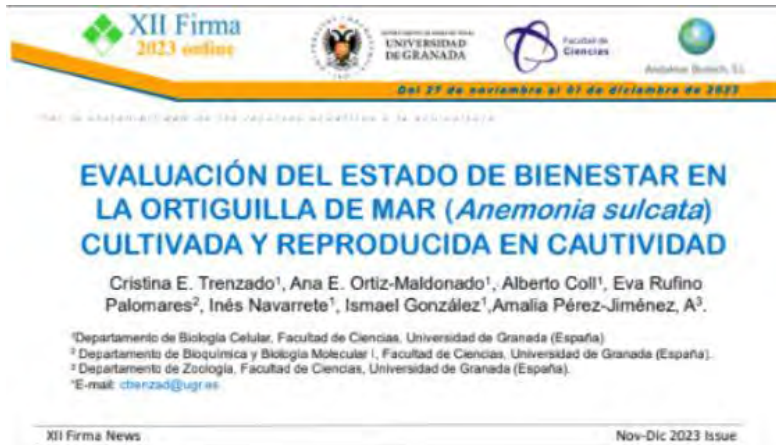 XII Firma
2023 online
UNIVERSIDAD
DE GRANADA
Facultad de
Ciencias
Del 27 de noviembre al 01 de diciembre de 2023
EVALUACIÓN DEL ESTADO DE BIENESTAR EN
LA ORTIGUILLA DE MAR (Anemonia sulcata)
CULTIVADA Y REPRODUCIDA EN CAUTIVIDAD
Cristina E. Trenzado¹, Ana E. Ortiz-Maldonado¹, Alberto Coll¹, Eva Rufino
Palomares², Inés Navarrete¹, Ismael González¹,Amalia Pérez-Jiménez, A³.
¹Departamento de Biología Celular, Facultad de Ciencias, Universidad de Granada (España)
² Departamento de Bioquímica y Biología Molecular I, Facultad de Ciencias, Universidad de Granada (España).
³ Departamento de Zoología, Facultad de Ciencias, Universidad de Granada (España).
*E-mail: ctrenzad@ugr.es
XII Firma News
Nov-Dic 2023 Issue